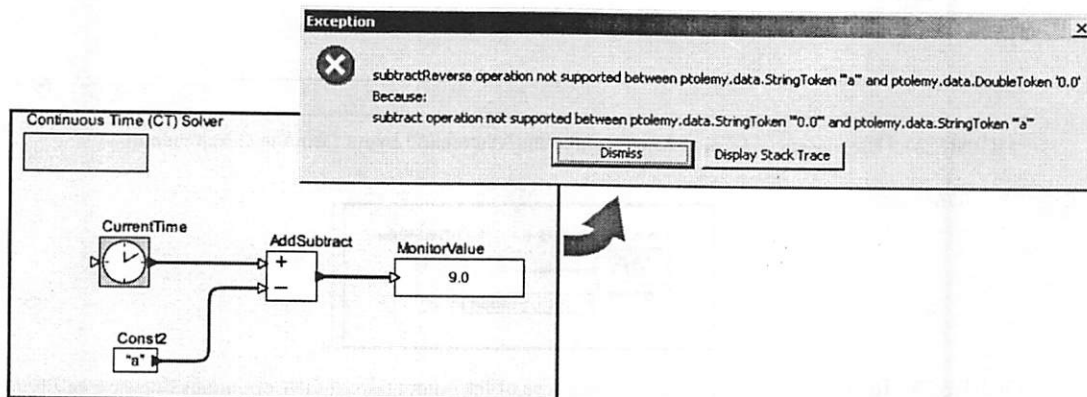 Exception
subtractReverse operation not supported between ptolemy.data.StringToken '"a"' and ptolemy.data.DoubleToken '0.0'
Because:
subtract operation not supported between ptolemy.data.StringToken '"0.0"' and ptolemy.data.StringToken '"a"'
Dismiss
Display Stack Trace
Continuous Time (CT) Solver
CurrentTime
AddSubtract
+
−
MonitorValue
9.0
Const2
"a"